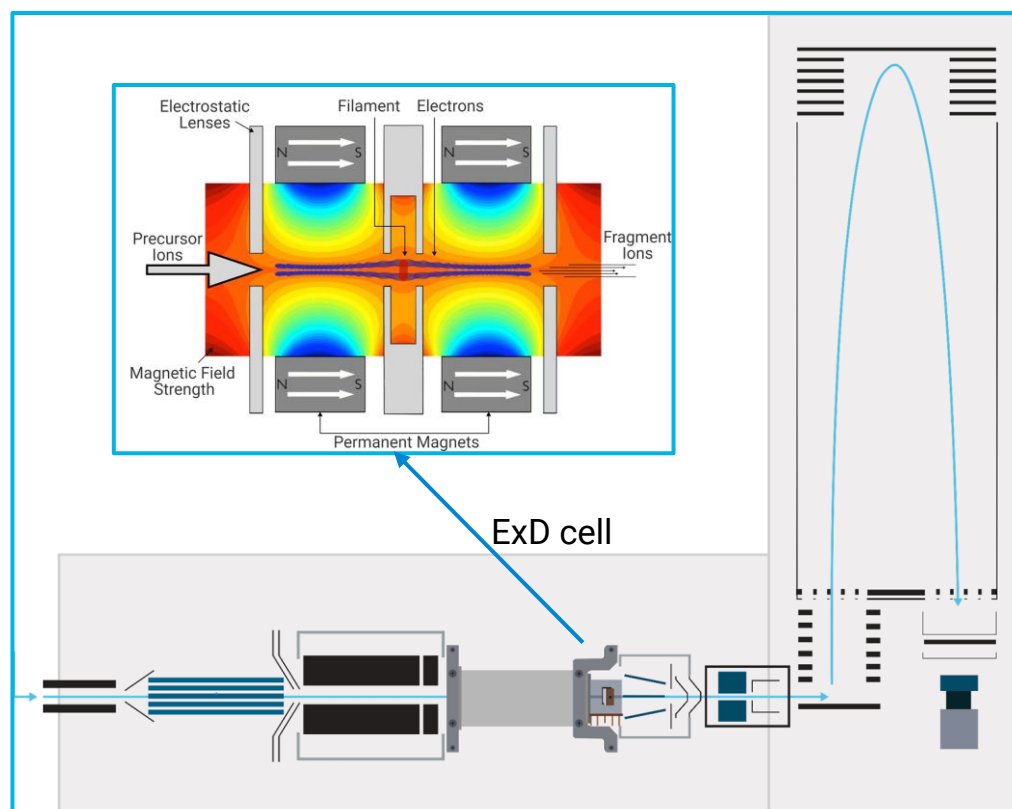 Electrostatic
Lenses
Filament
Electrons
N
S
N
S
Precursor
Ions
Fragment
Ions
Magnetic Field
Strength
N
S
N
S
Permanent Magnets
ExD cell